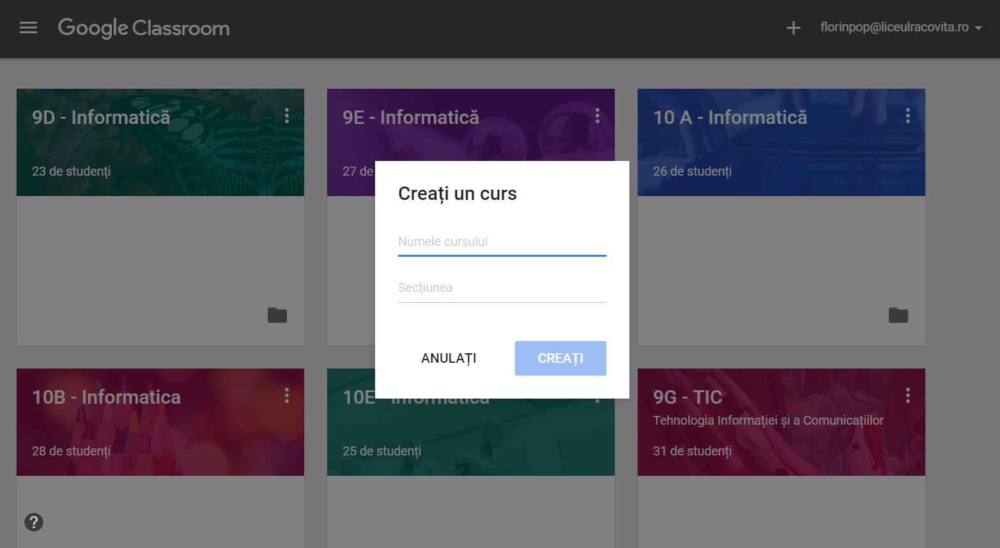 Google Classroom
florinpop@liceulracovita.ro
9D - Informatică
23 de studenți
9E - Informatică
27 de
10 A - Informatică
26 de studenți
Creați un curs
Numele cursului
Secțiunea
ANULAȚI
CREAȚI
10B - Informatica
28 de studenți
10E - Informatica
25 de studenți
9G - TIC
Tehnologia Informației și a Comunicațiilor
31 de studenți
?